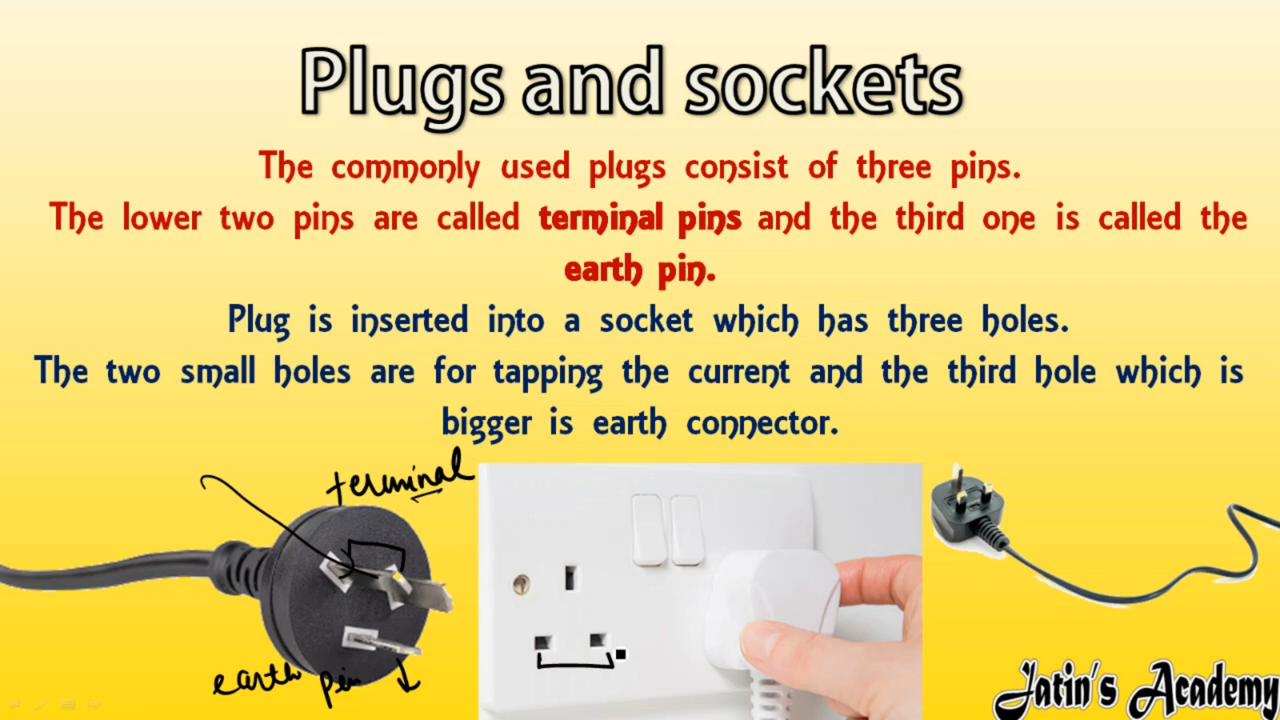 Plugs and sockets
The commonly used plugs consist of three pins.
The lower two pins are called terminal pins and the third one is called the
earth pin.
Plug is inserted into a socket which has three holes.
The two small holes are for tapping the current and the third hole which is
bigger is earth connector.
terminal
earth pin
Jatin's Academy